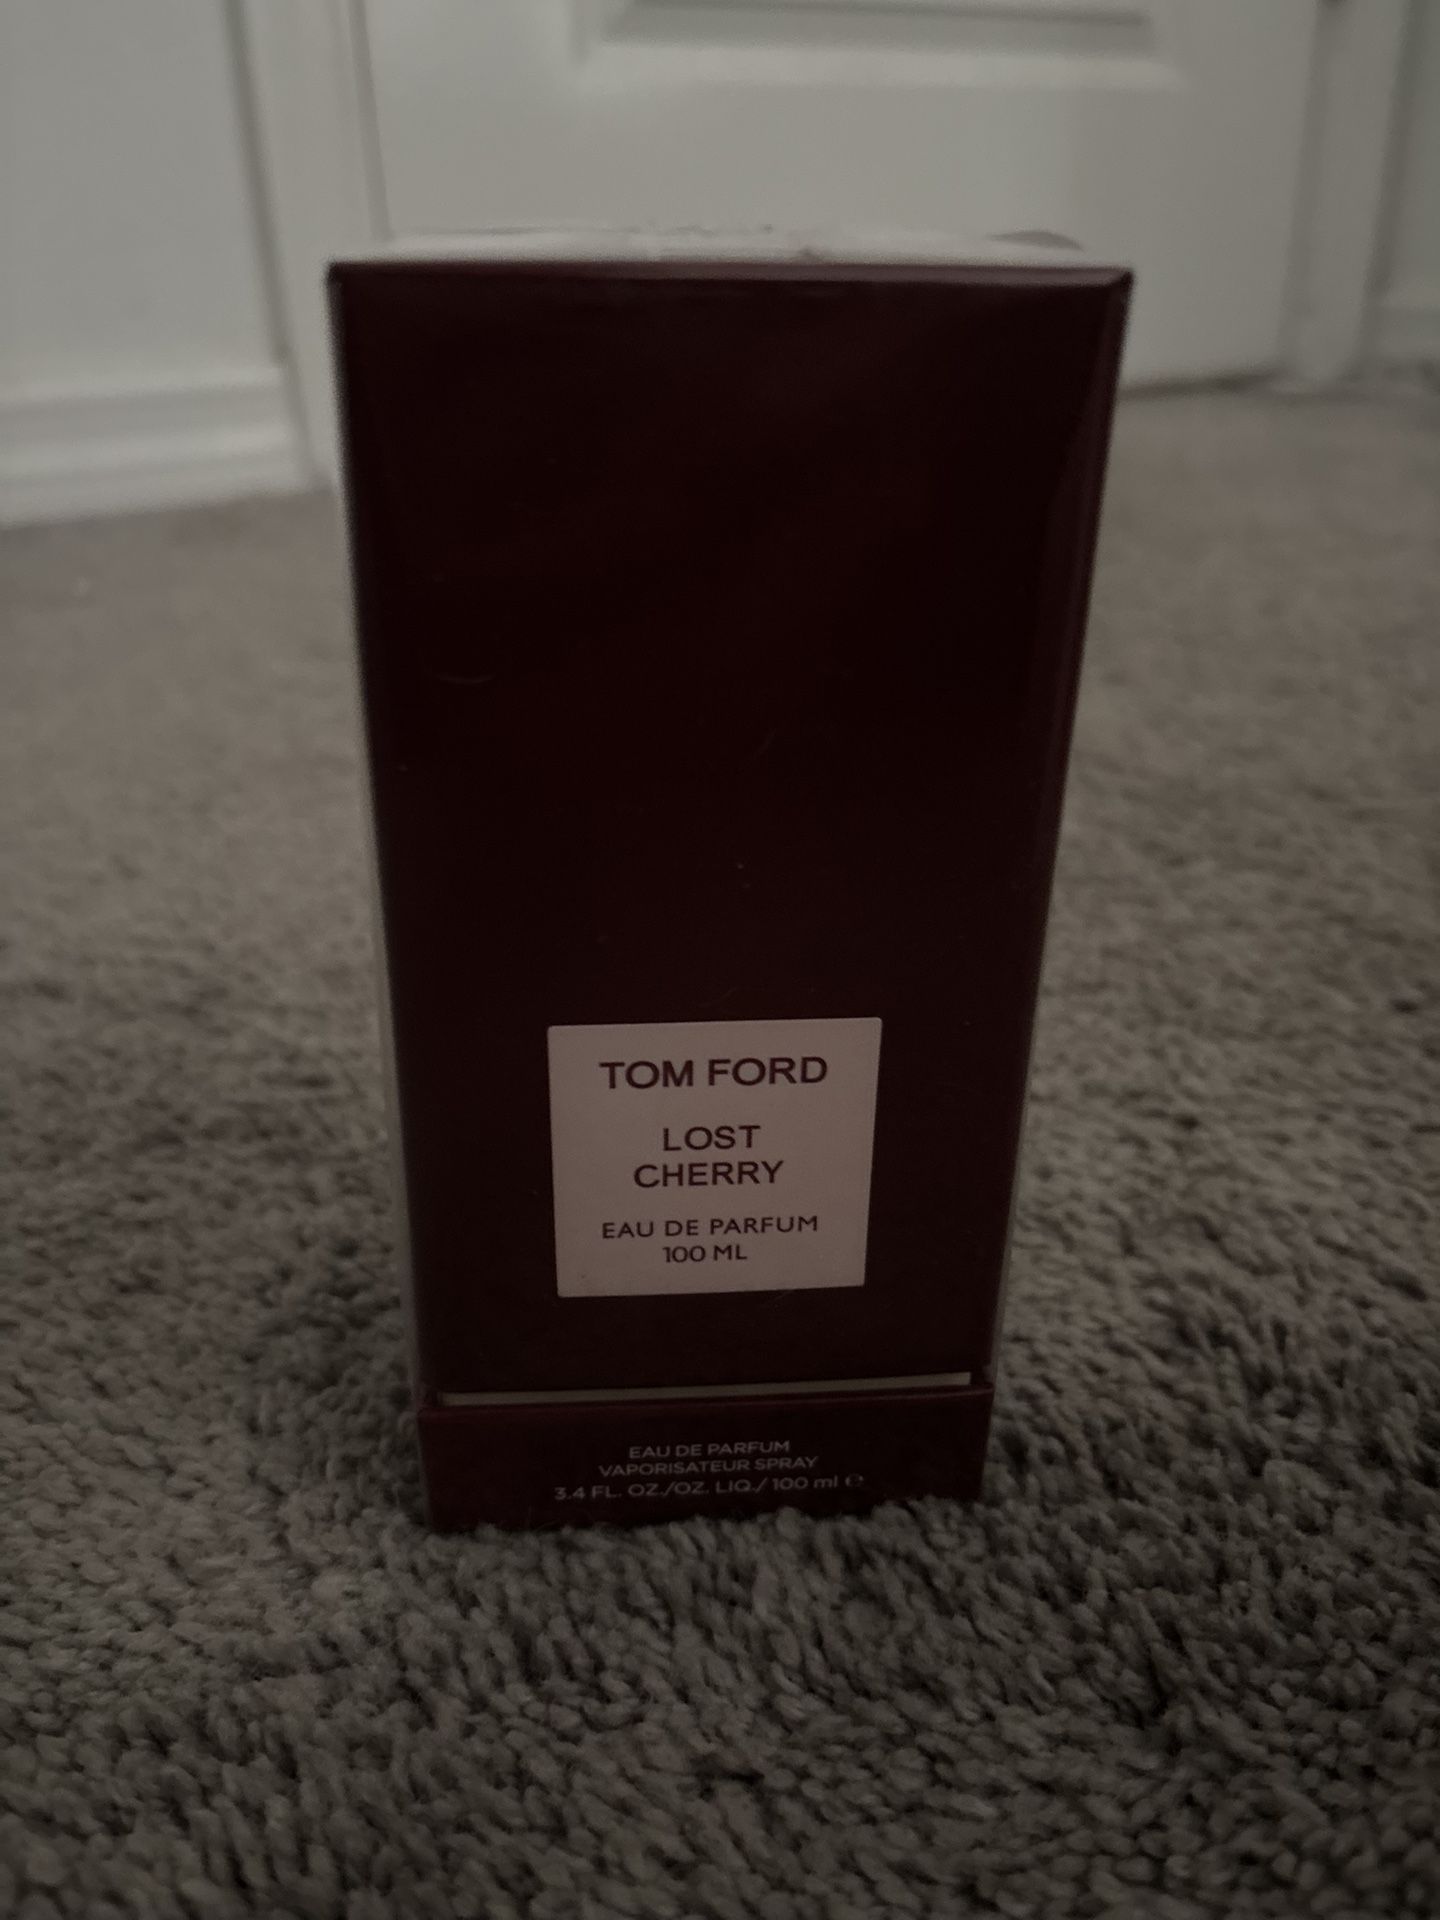 TOM FORD
LOST
CHERRY
EAU DE PARFUM
100 ML
EAU DE PARFUM
VAPORISATEUR SPRAY
3.4 FL. OZ./OZ. LIQ./ 100 ml ℮